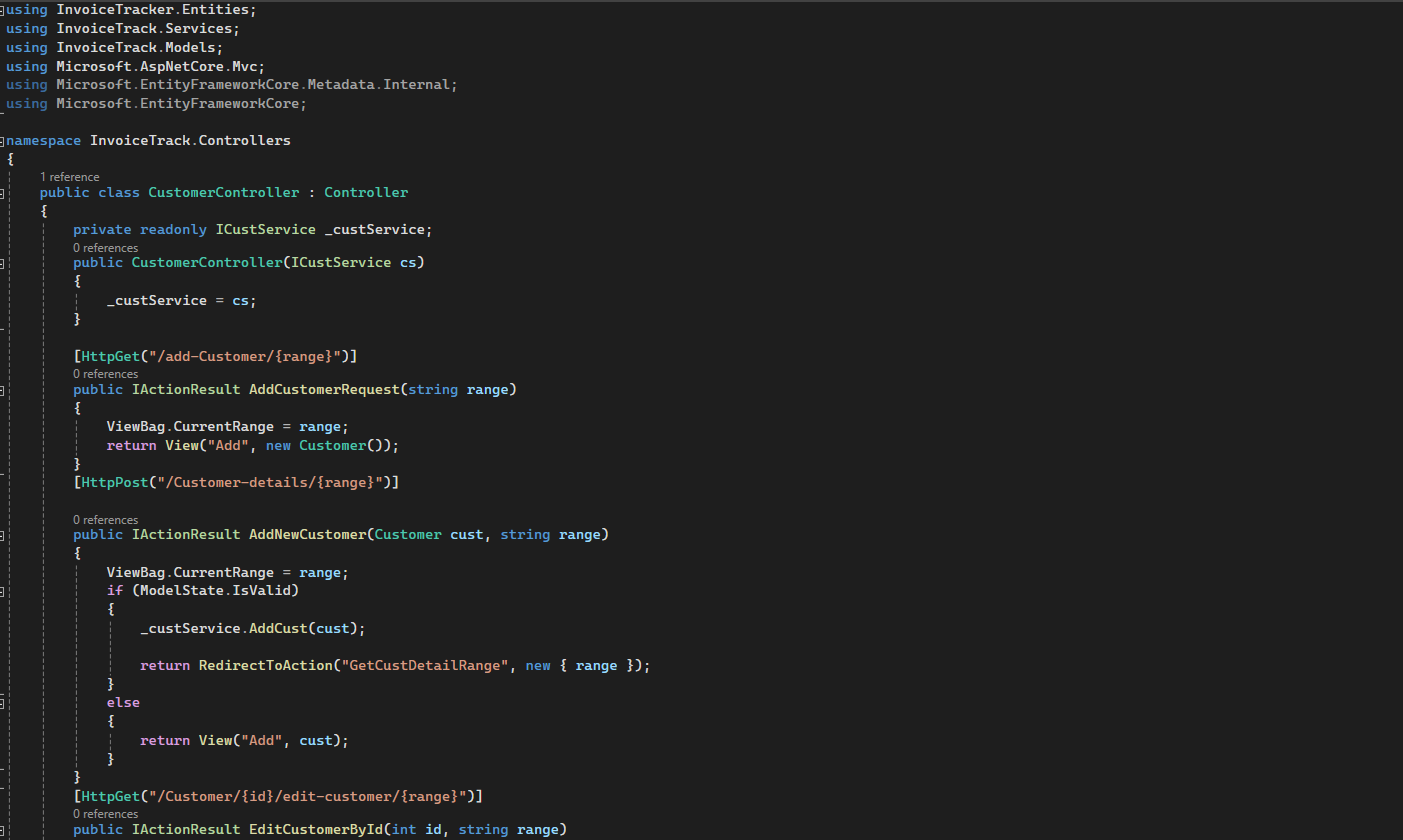 using InvoiceTracker.Entities;
using InvoiceTrack.Services;
using InvoiceTrack.Models;
using Microsoft.AspNetCore.Mvc;
using Microsoft.EntityFrameworkCore.Metadata.Internal;
using Microsoft.EntityFrameworkCore;
namespace InvoiceTrack.Controllers
{
1 reference
public class CustomerController : Controller
{
private readonly ICustService _custService;
0 references
public CustomerController(ICustService cs)
{
_custService = cs;
}
[HttpGet("/add-Customer/{range}")]
0 references
public IActionResult AddCustomerRequest(string range)
{
ViewBag.CurrentRange = range;
return View("Add", new Customer());
}
[HttpPost("/Customer-details/{range}")]
0 references
public IActionResult AddNewCustomer(Customer cust, string range)
{
ViewBag.CurrentRange = range;
if (ModelState.IsValid)
{
_custService.AddCust(cust);
return RedirectToAction("GetCustDetailRange", new { range });
}
else
{
return View("Add", cust);
}
}
[HttpGet("/Customer/{id}/edit-customer/{range}")]
0 references
public IActionResult EditCustomerById(int id, string range)